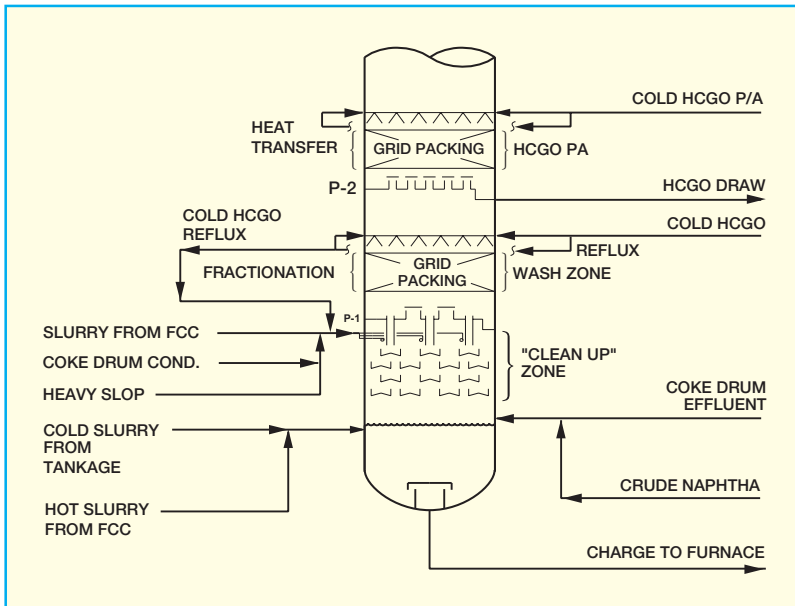 COLD HCGO P/A
HEAT
TRANSFER
GRID PACKING
HCGO PA
P-2
HCGO DRAW
COLD HCGO
REFLUX
COLD HCGO
REFLUX
FRACTIONATION
GRID
PACKING
WASH ZONE
P-1
SLURRY FROM FCC
"CLEAN UP"
ZONE
COKE DRUM COND.
HEAVY SLOP
COKE DRUM
EFFLUENT
COLD SLURRY
FROM
TANKAGE
CRUDE NAPHTHA
HOT SLURRY
FROM FCC
CHARGE TO FURNACE